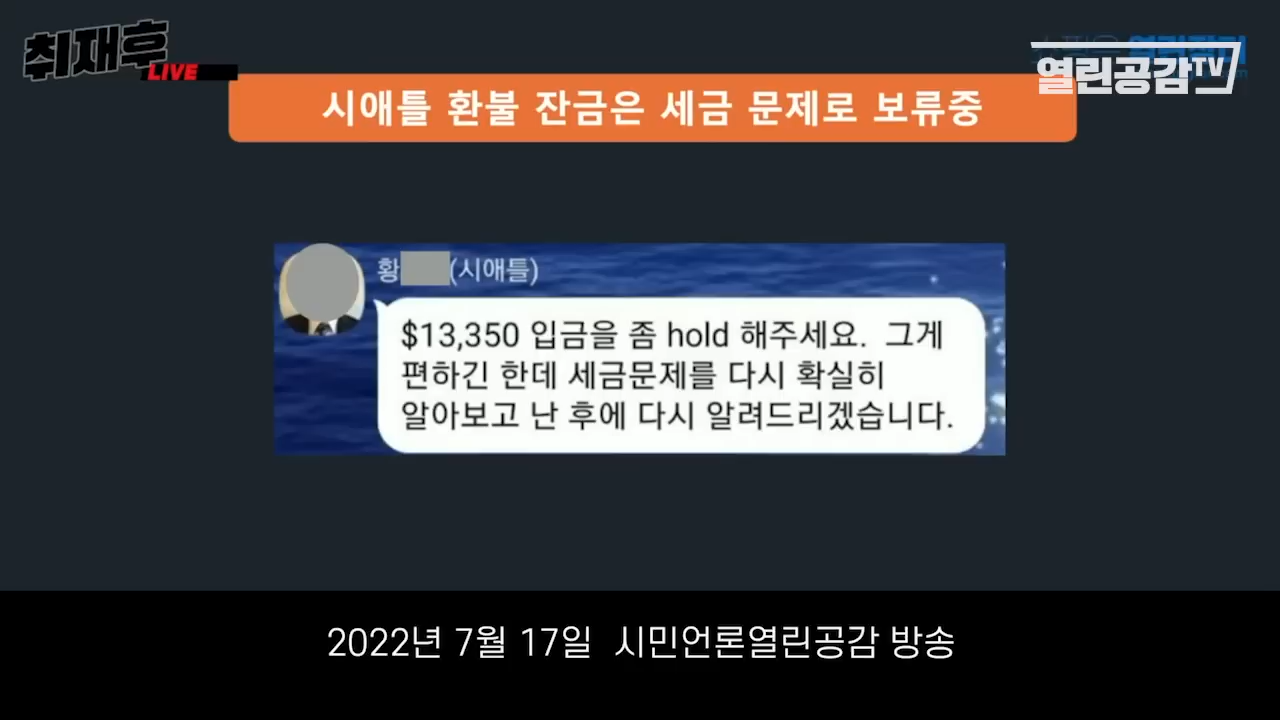 취재후
LIVE
열린공감TV
시애틀 환불 잔금은 세금 문제로 보류중
황 (시애틀)
$13,350 입금을 좀 hold 해주세요. 그게
편하긴 한데 세금문제를 다시 확실히
알아보고 난 후에 다시 알려드리겠습니다.
2022년 7월 17일 시민언론열린공감 방송